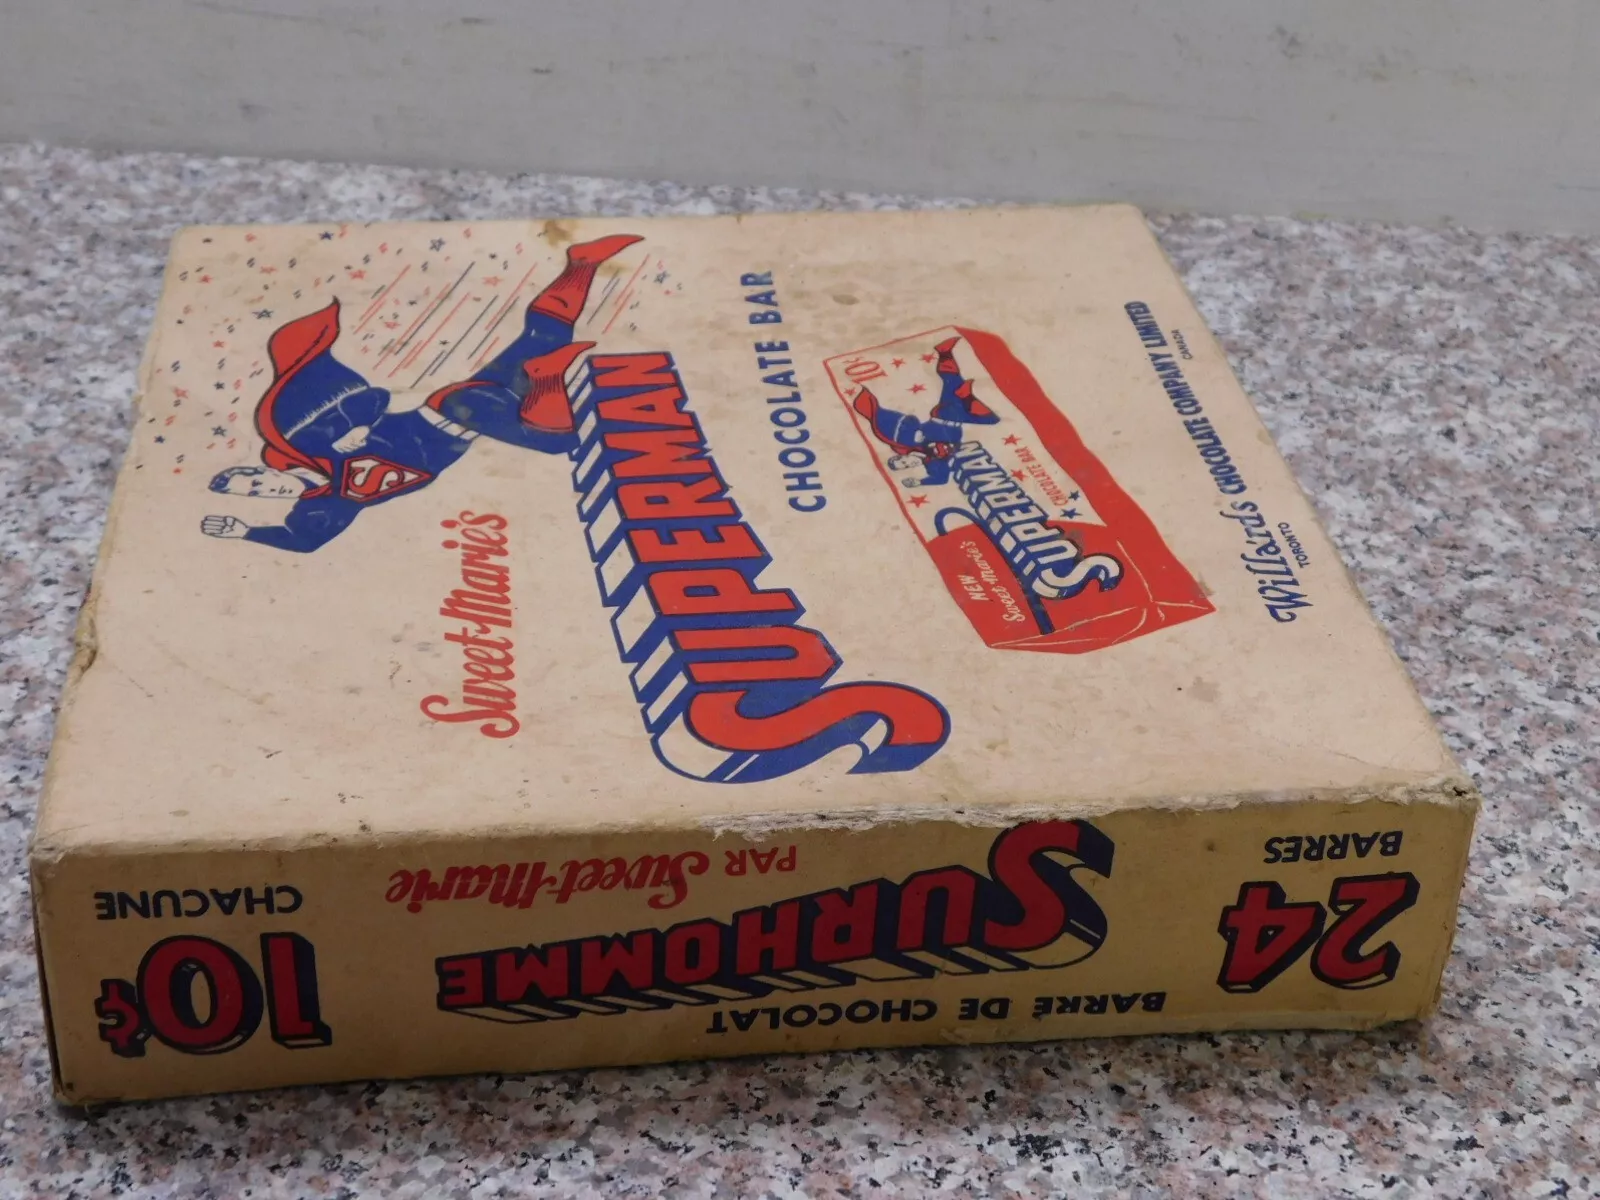 Sweet-Marie's
SUPERMAN
CHOCOLATE BAR
10¢
NEW
Sweet-Marie's
SUPERMAN
CHOCOLATE BAR
Willards CHOCOLATE COMPANY LIMITED
TORONTO CANADA
24
BARRES
BARRE DE CHOCOLAT
SURHOMME
PAR Sweet-Marie
10¢
CHACUNE